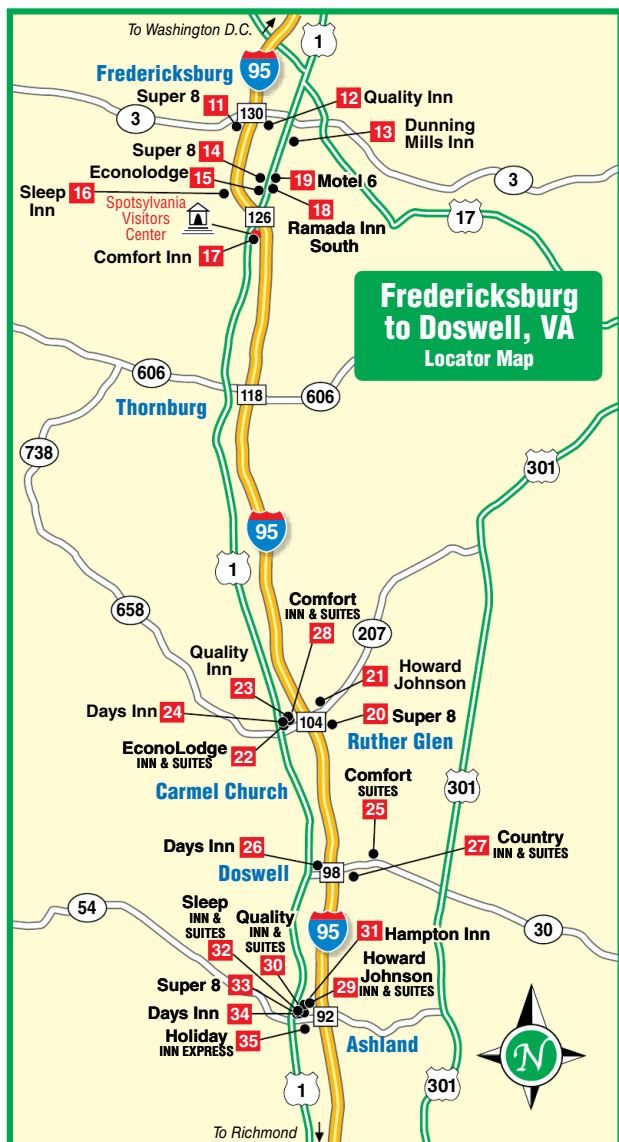 To Washington D.C.
1
Fredericksburg
95
Super 8
11
130
12 Quality Inn
3
13 Dunning
Mills Inn
Super 8 14
Econolodge 15
19 Motel 6
3
Sleep 16
Inn
Spotsylvania
Visitors
Center
126
18
Ramada Inn
South
17
Comfort Inn 17
Fredericksburg
to Doswell, VA
Locator Map
606
118
606
Thornburg
738
301
95
1
Comfort
INN & SUITES
28
658
207
Quality
Inn
23
21 Howard
Johnson
Days Inn 24
104
20 Super 8
EconoLodge
INN & SUITES
22
Ruther Glen
Carmel Church
Comfort
SUITES
25
301
Days Inn 26
27 Country
INN & SUITES
Doswell
98
54
Sleep
INN &
SUITES
32
Quality
INN &
SUITES
30
95
31 Hampton Inn
30
Super 8 33
29 Howard
Johnson
INN & SUITES
Days Inn 34
92
Holiday
INN EXPRESS
35
Ashland
N
1
301
To Richmond